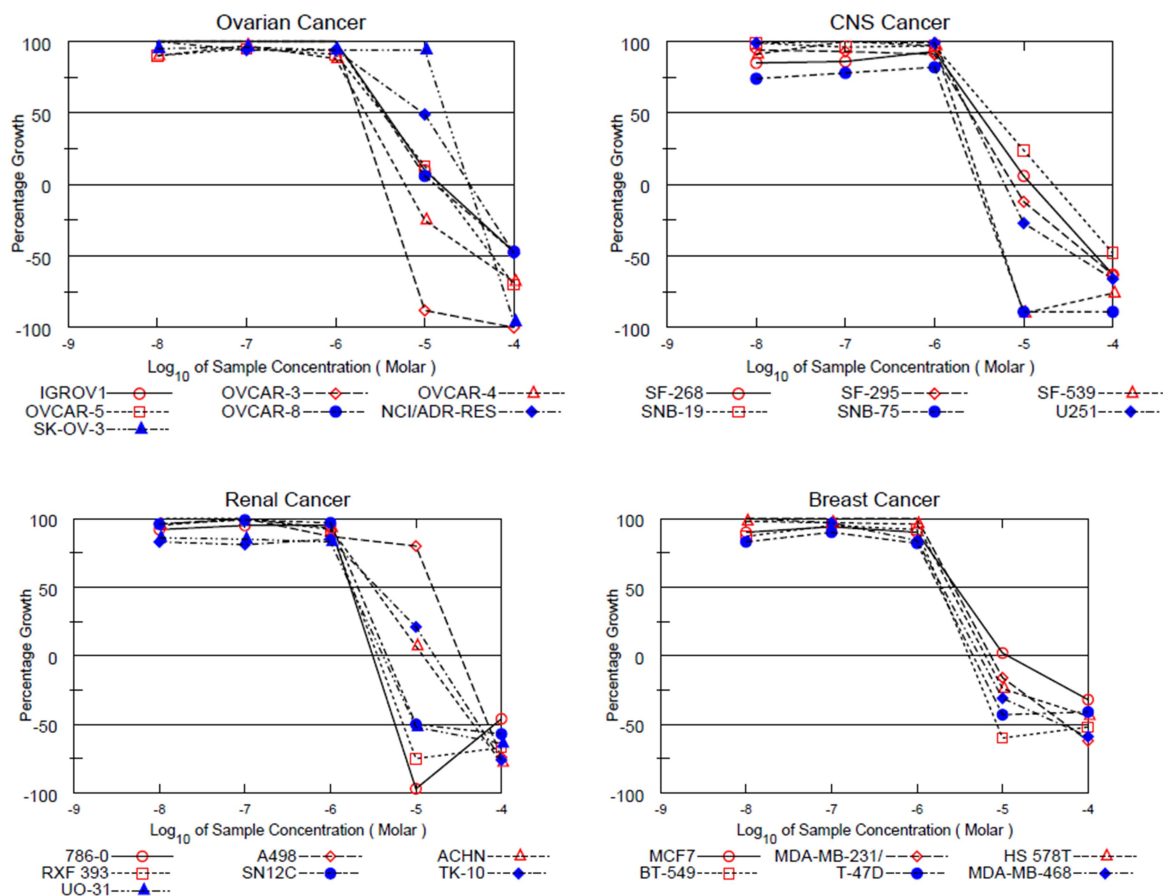 Ovarian Cancer
100
50
0
-50
-100
Percentage Growth
-9 -8 -7 -6 -5 -4
Log10 of Sample Concentration ( Molar )
IGROV1 OVCAR-3 OVCAR-4
OVCAR-5 OVCAR-8 NCI/ADR-RES
SK-OV-3
CNS Cancer
100
50
0
-50
-100
Percentage Growth
-9 -8 -7 -6 -5 -4
Log10 of Sample Concentration ( Molar )
SF-268 SF-295 SF-539
SNB-19 SNB-75 U251
Renal Cancer
100
50
0
-50
-100
Percentage Growth
-9 -8 -7 -6 -5 -4
Log10 of Sample Concentration ( Molar )
786-0 A498 ACHN
RXF 393 SN12C TK-10
UO-31
Breast Cancer
100
50
0
-50
-100
Percentage Growth
-9 -8 -7 -6 -5 -4
Log10 of Sample Concentration ( Molar )
MCF7 MDA-MB-231/ HS 578T
BT-549 T-47D MDA-MB-468